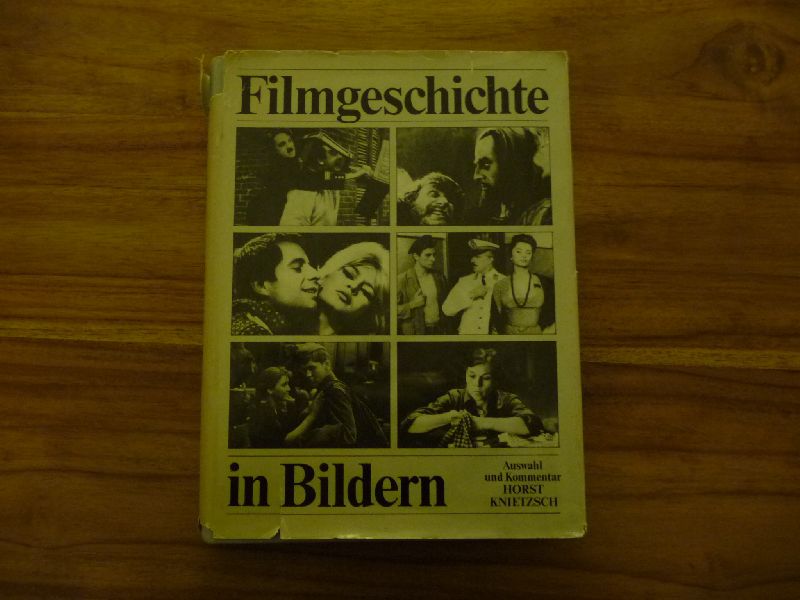 Filmgeschichte
in Bildern
Auswahl
und Kommentar
HORST
KNIETZSCH